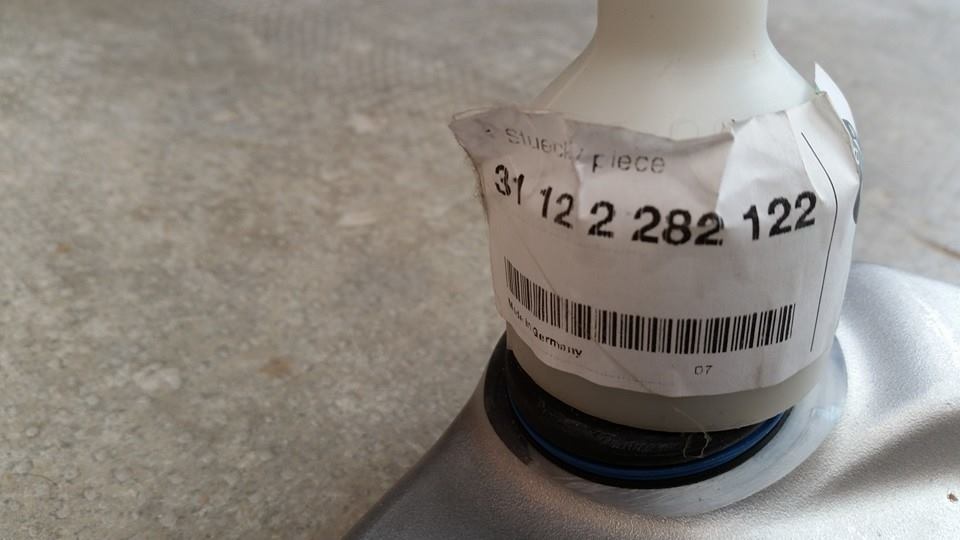 Stueck/ piece
31 12 2 282 122
Made in Germany
07